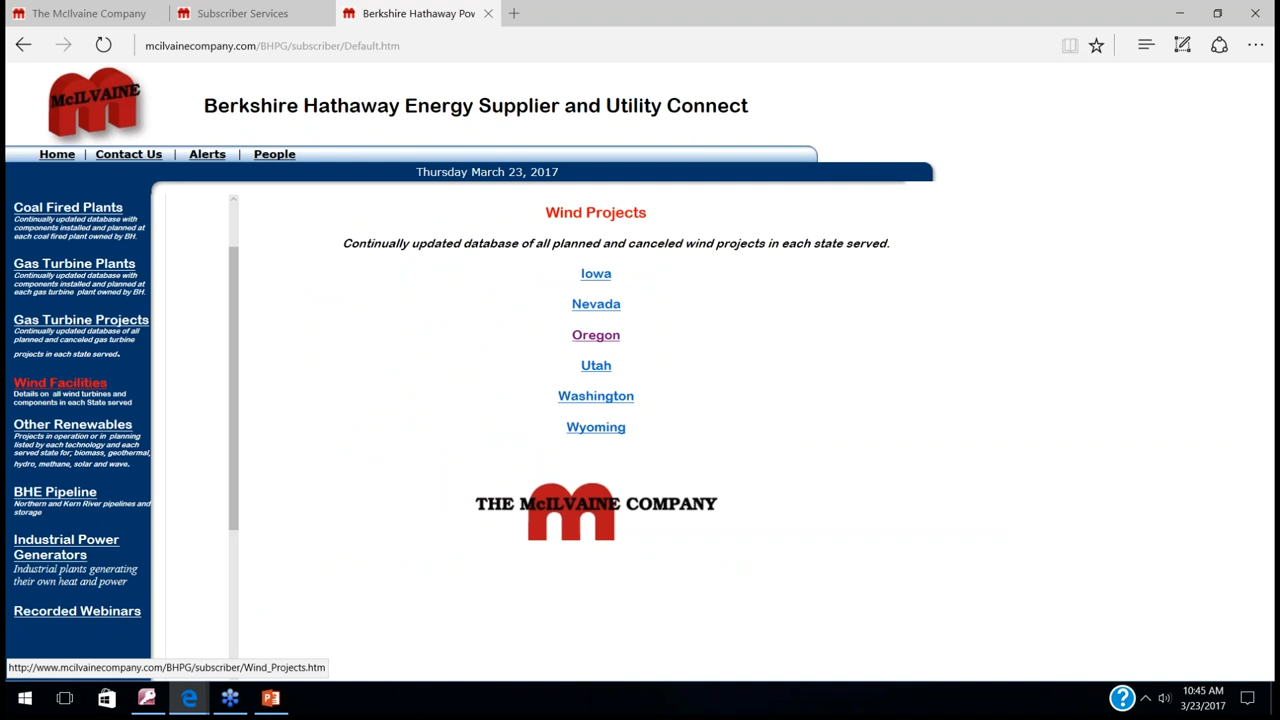 The McIlvaine Company
Subscriber Services
Berkshire Hathaway Pow
mcilvainecompany.com/BHPG/subscriber/Default.htm
McILVAINE
Berkshire Hathaway Energy Supplier and Utility Connect
Home | Contact Us | Alerts | People
Thursday March 23, 2017
Coal Fired Plants
Continually updated database with
components installed and planned at
each coal fired plant owned by BH.
Gas Turbine Plants
Continually updated database with
components installed and planned at
each gas turbine plant owned by BH.
Gas Turbine Projects
Continually updated database of all
planned and canceled gas turbine
projects in each state served.
Wind Facilities
Details on all wind turbines and
components in each State served
Other Renewables
Projects in operation or in planning
listed by each technology and each
served state for; biomass, geothermal,
hydro, methane, solar and wave.
BHE Pipeline
Northern and Kern River pipelines and
storage
Industrial Power
Generators
Industrial plants generating
their own heat and power
Recorded Webinars
Wind Projects
Continually updated database of all planned and canceled wind projects in each state served.
Iowa
Nevada
Oregon
Utah
Washington
Wyoming
THE McILVAINE COMPANY
http://www.mcilvainecompany.com/BHPG/subscriber/Wind_Projects.htm
10:45 AM
3/23/2017